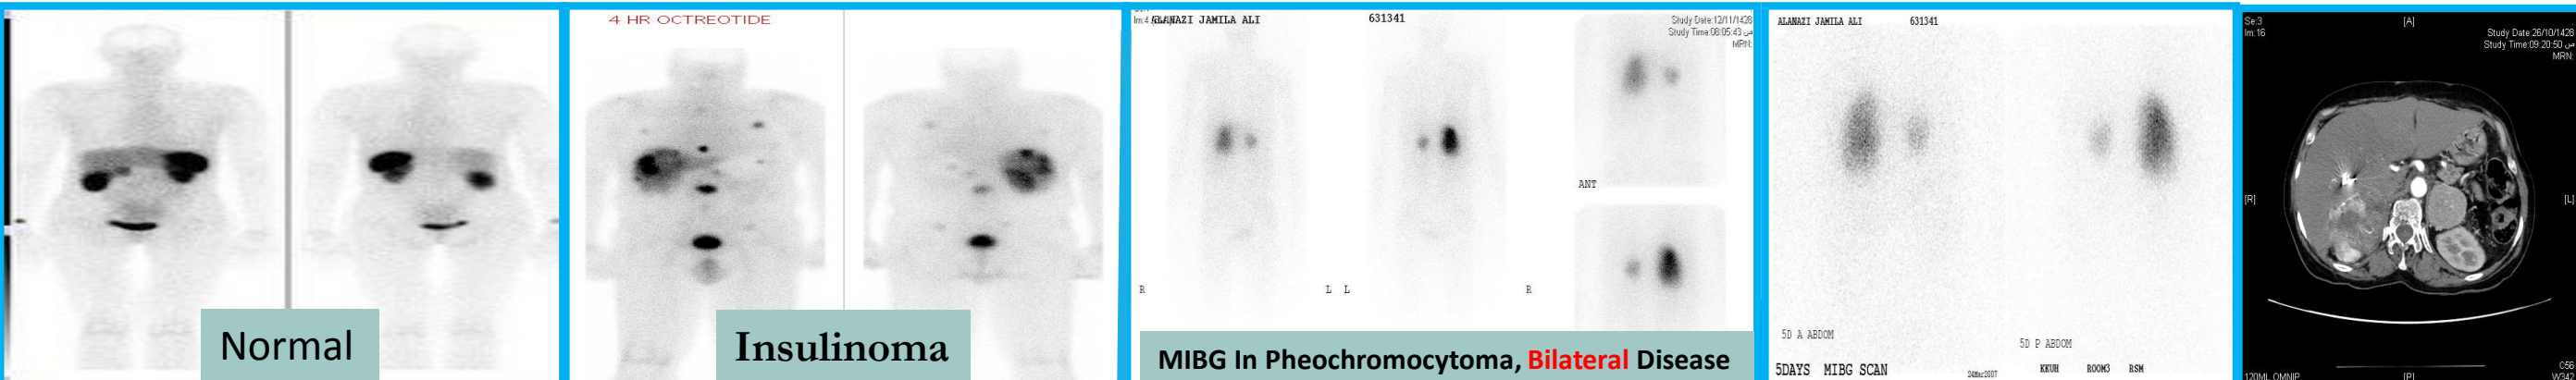 Normal
4 HR OCTREOTIDE
Insulinoma
ALANAZI JAMILA ALI
631341
Study Date:12/11/1428
Study Time:08:05:43 ص
MRN:
ANT
R
L L
R
MIBG In Pheochromocytoma, Bilateral Disease
ALANAZI JAMILA ALI
631341
5D A ABDOM
5D P ABDOM
5DAYS MIBG SCAN
24Mar2007
KKUH ROOM3 RSM
Se:3
Im:16
[A]
Study Date:26/10/1428
Study Time:09:20:50 ص
MRN:
[R]
[L]
120ML OMNIP
[P]
C56
W342